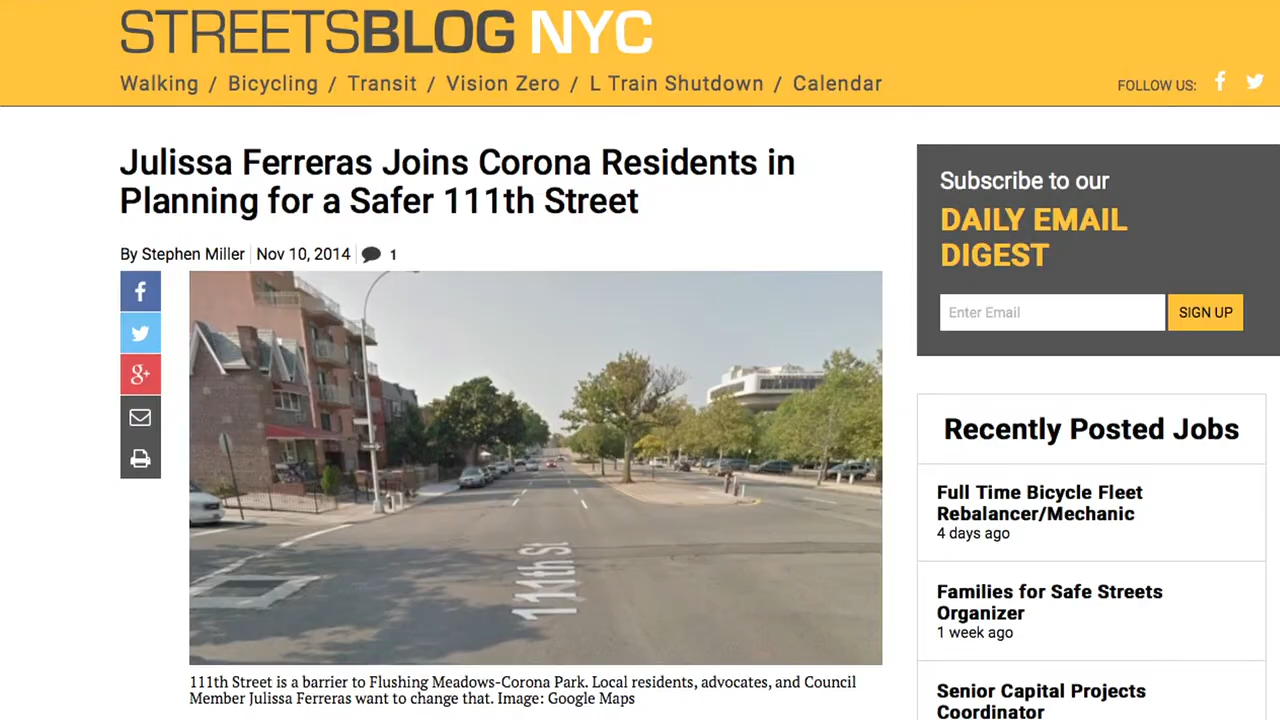 STREETSBLOG NYC
Walking / Bicycling / Transit / Vision Zero / L Train Shutdown / Calendar
FOLLOW US:
Julissa Ferreras Joins Corona Residents in
Planning for a Safer 111th Street
By Stephen Miller | Nov 10, 2014 | 1
111th St
111th Street is a barrier to Flushing Meadows-Corona Park. Local residents, advocates, and Council
Member Julissa Ferreras want to change that. Image: Google Maps
Subscribe to our
DAILY EMAIL
DIGEST
Enter Email
SIGN UP
Recently Posted Jobs
Full Time Bicycle Fleet
Rebalancer/Mechanic
4 days ago
Families for Safe Streets
Organizer
1 week ago
Senior Capital Projects
Coordinator